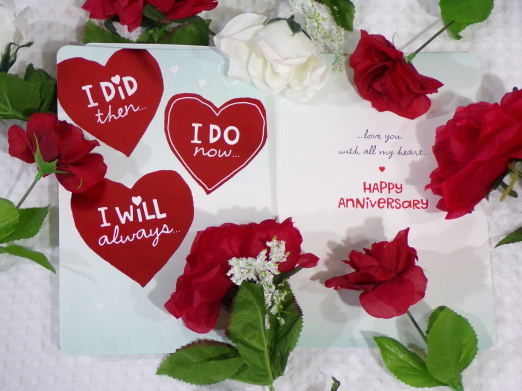 I DID
then...
I DO
now...
I WILL
always...
...love you
with all my heart.
HAPPY
ANNIVERSARY